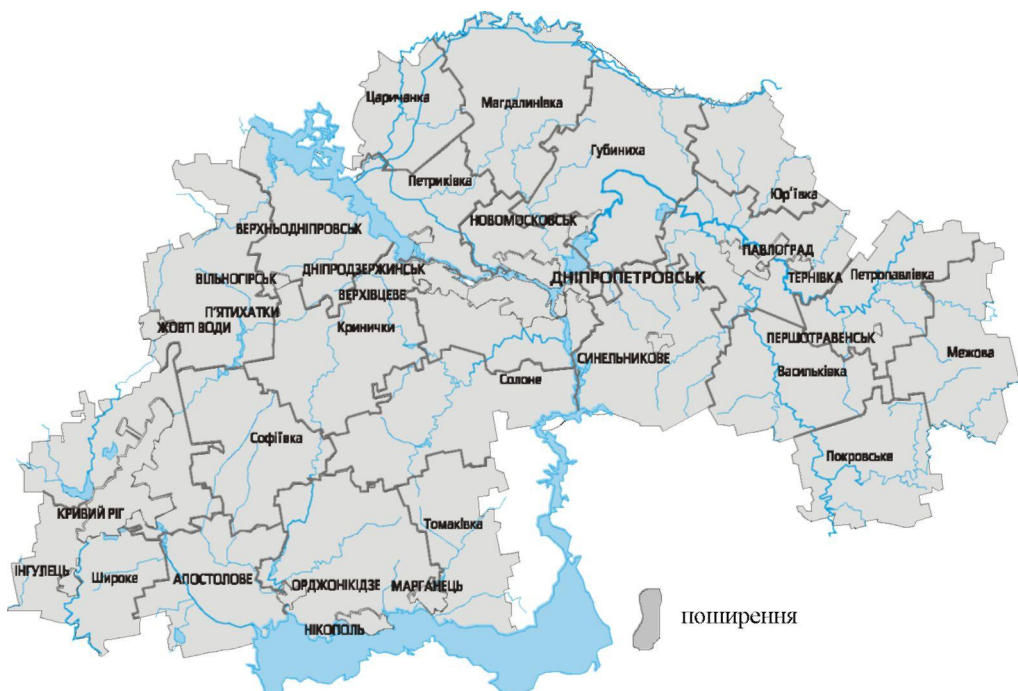 Царичанка
Магдалинівка
Губиниха
Петриківка
Юр'ївка
НОВОМОСКОВСЬК
ВЕРХНЬОДНІПРОВСЬК
ПАВЛОГРАД
ДНІПРОДЗЕРЖИНСЬК
ДНІПРОПЕТРОВСЬК
ТЕРНІВКА
Петропавлівка
ВІЛЬНОГІРСЬК
ВЕРХІВЦЕВЕ
П'ЯТИХАТКИ
ЖОВТІ ВОДИ
Кринички
ПЕРШОТРАВЕНСЬК
Межова
СИНЕЛЬНИКОВЕ
Васильківка
Солоне
Софіївка
Покровське
КРИВИЙ РІГ
Томаківка
ІНГУЛЕЦЬ
Широке
АПОСТОЛОВЕ
ОРДЖОНІКІДЗЕ
МАРГАНЕЦЬ
поширення
НІКОПОЛЬ